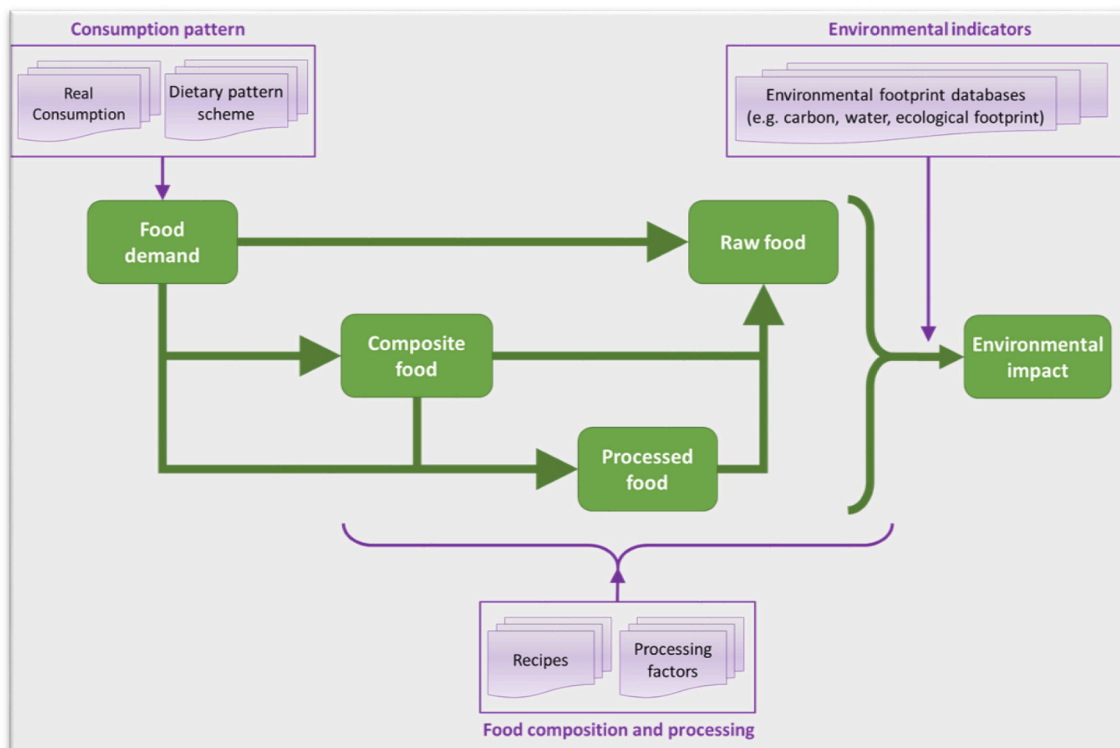 Consumption pattern
Real
Consumption
Dietary pattern
scheme
Environmental indicators
Environmental footprint databases
(e.g. carbon, water, ecological footprint)
Food
demand
Raw food
Composite
food
Environmental
impact
Processed
food
Recipes
Processing
factors
Food composition and processing